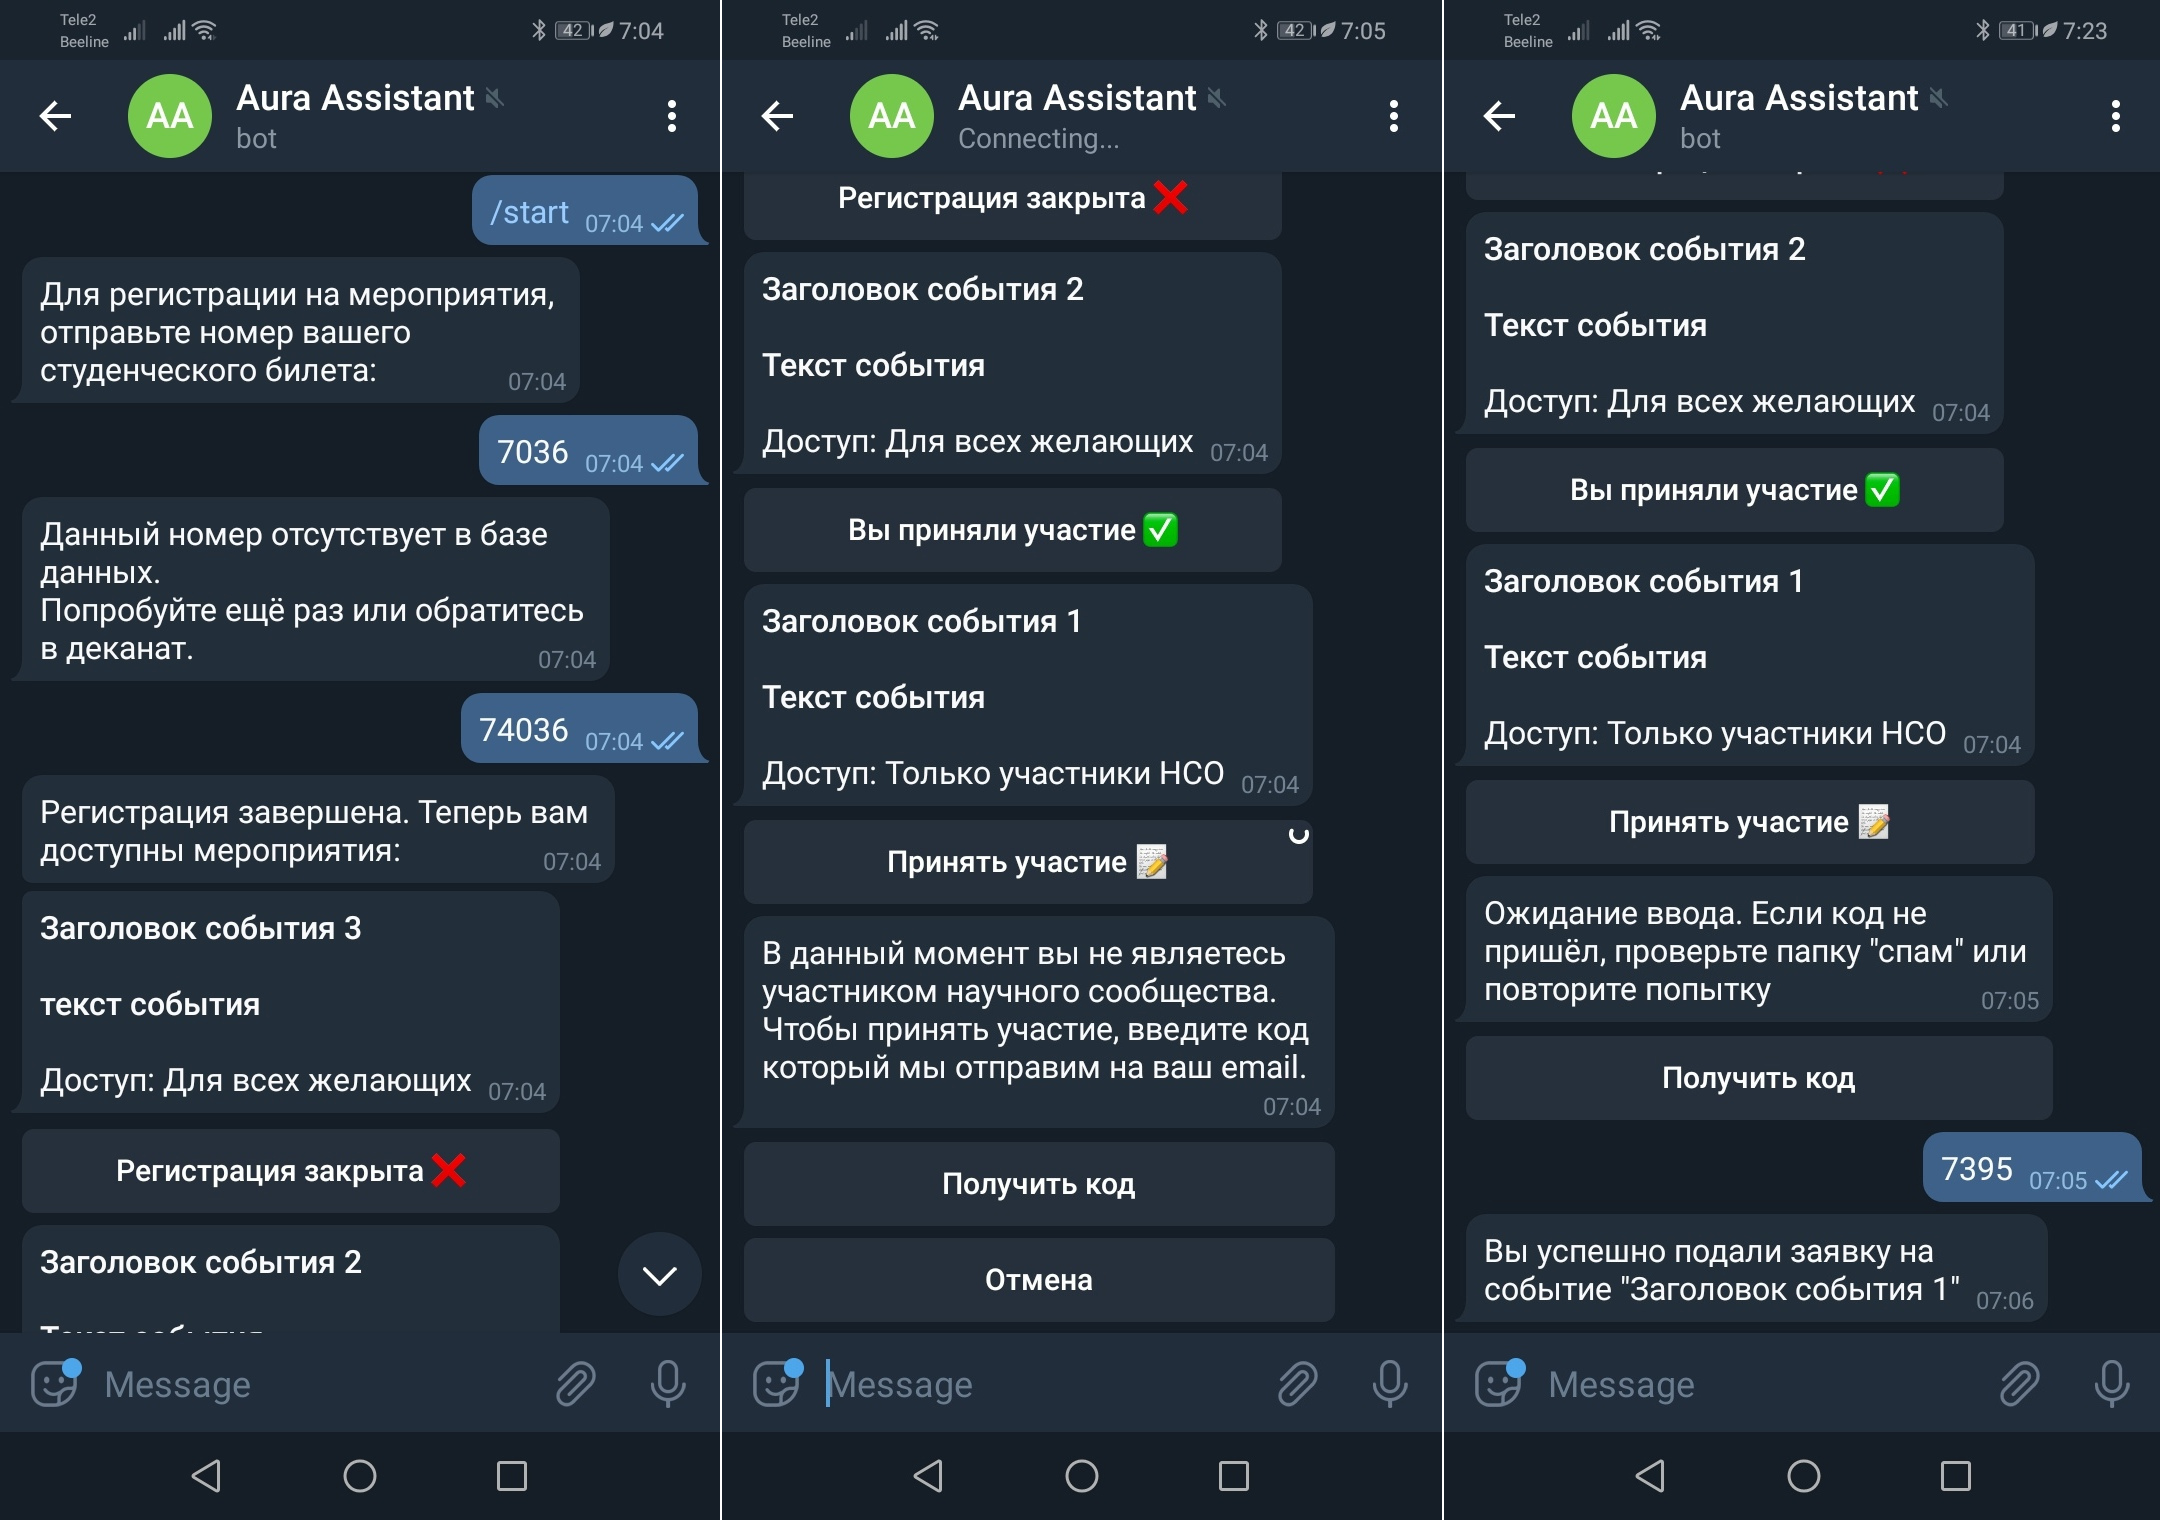 Tele2
Beeline
42
7:04
AA
Aura Assistant
bot
/start 07:04
Для регистрации на мероприятия,
отправьте номер вашего
студенческого билета: 07:04
7036 07:04
Данный номер отсутствует в базе
данных.
Попробуйте ещё раз или обратитесь
в деканат. 07:04
74036 07:04
Регистрация завершена. Теперь вам
доступны мероприятия: 07:04
Заголовок события 3
текст события
Доступ: Для всех желающих 07:04
Регистрация закрыта ❌
Заголовок события 2
Текст события
Message
Tele2
Beeline
42
7:05
AA
Aura Assistant
Connecting...
Регистрация закрыта ❌
Заголовок события 2
Текст события
Доступ: Для всех желающих 07:04
Вы приняли участие ✅
Заголовок события 1
Текст события
Доступ: Только участники НСО 07:04
Принять участие 📝
В данный момент вы не являетесь
участником научного сообщества.
Чтобы принять участие, введите код
который мы отправим на ваш email.
07:04
Получить код
Отмена
Message
Tele2
Beeline
41
7:23
AA
Aura Assistant
bot
Заголовок события 2
Текст события
Доступ: Для всех желающих 07:04
Вы приняли участие ✅
Заголовок события 1
Текст события
Доступ: Только участники НСО 07:04
Принять участие 📝
Ожидание ввода. Если код не
пришёл, проверьте папку "спам" или
повторите попытку 07:05
Получить код
7395 07:05
Вы успешно подали заявку на
событие "Заголовок события 1" 07:06
Message